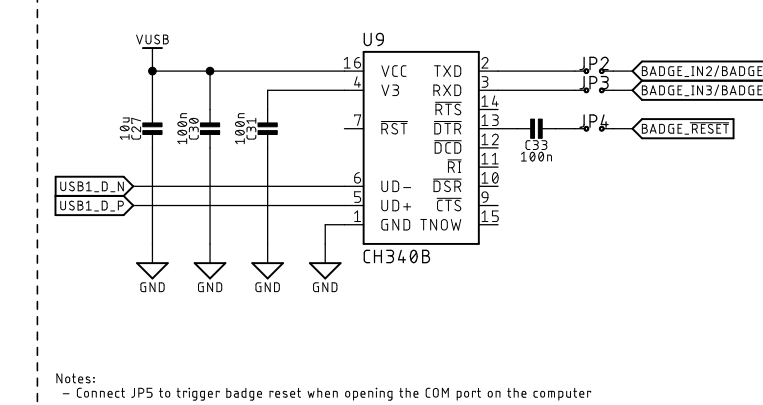 VUSB
U9
16 VCC
4 V3
7 RST
6 UD-
5 UD+
1 GND
TXD 2
RXD 3
RTS 14
DTR 13
DCD 12
RI 11
DSR 10
CTS 9
TNOW 15
CH340B
10u
C27
100n
C30
100n
C31
USB1_D_N
USB1_D_P
GND
GND
GND
GND
JP2
JP3
JP4
C33
100n
BADGE_IN2/BADGE
BADGE_IN3/BADGE
BADGE_RESET
Notes:
- Connect JP5 to trigger badge reset when opening the COM port on the computer